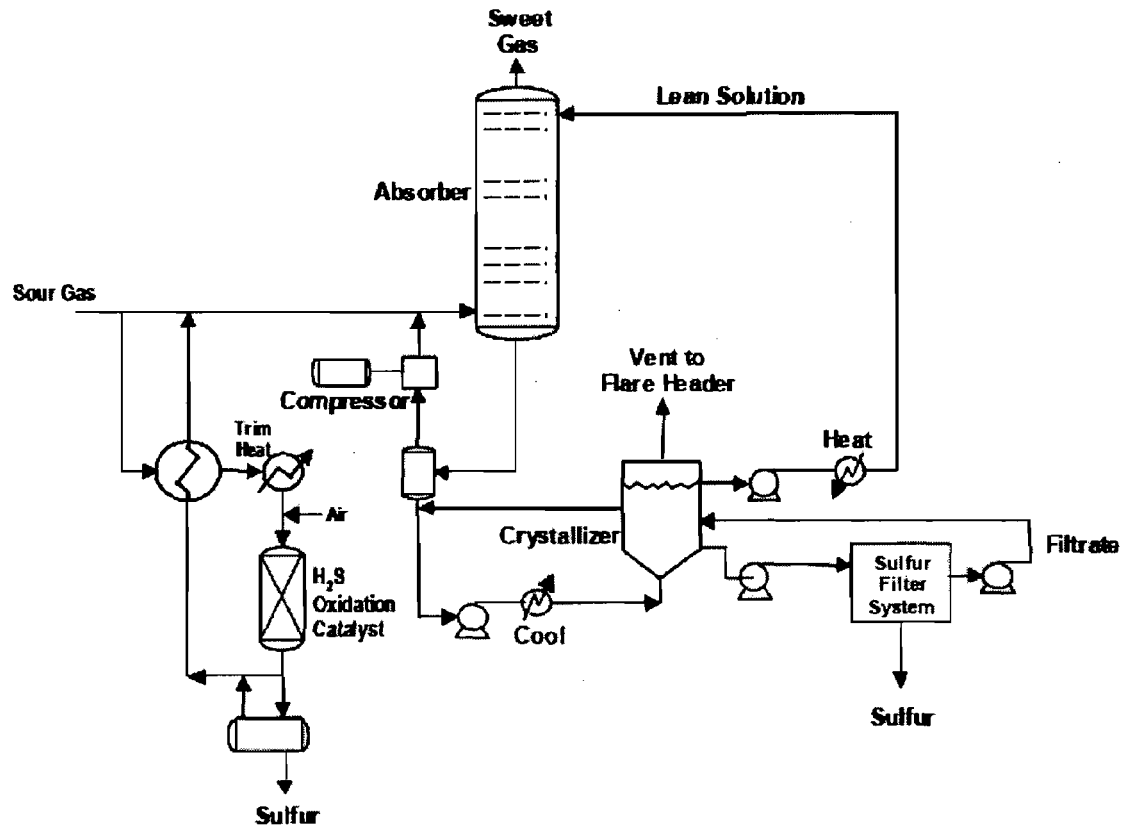 Sweet
Gas
Lean Solution
Absorber
Sour Gas
Vent to
Flare Header
Compressor
Trim
Heat
Heat
Air
Crystallizer
Filtrate
Sulfur
Filter
System
H₂S
Oxidation
Catalyst
Cool
Sulfur
Sulfur